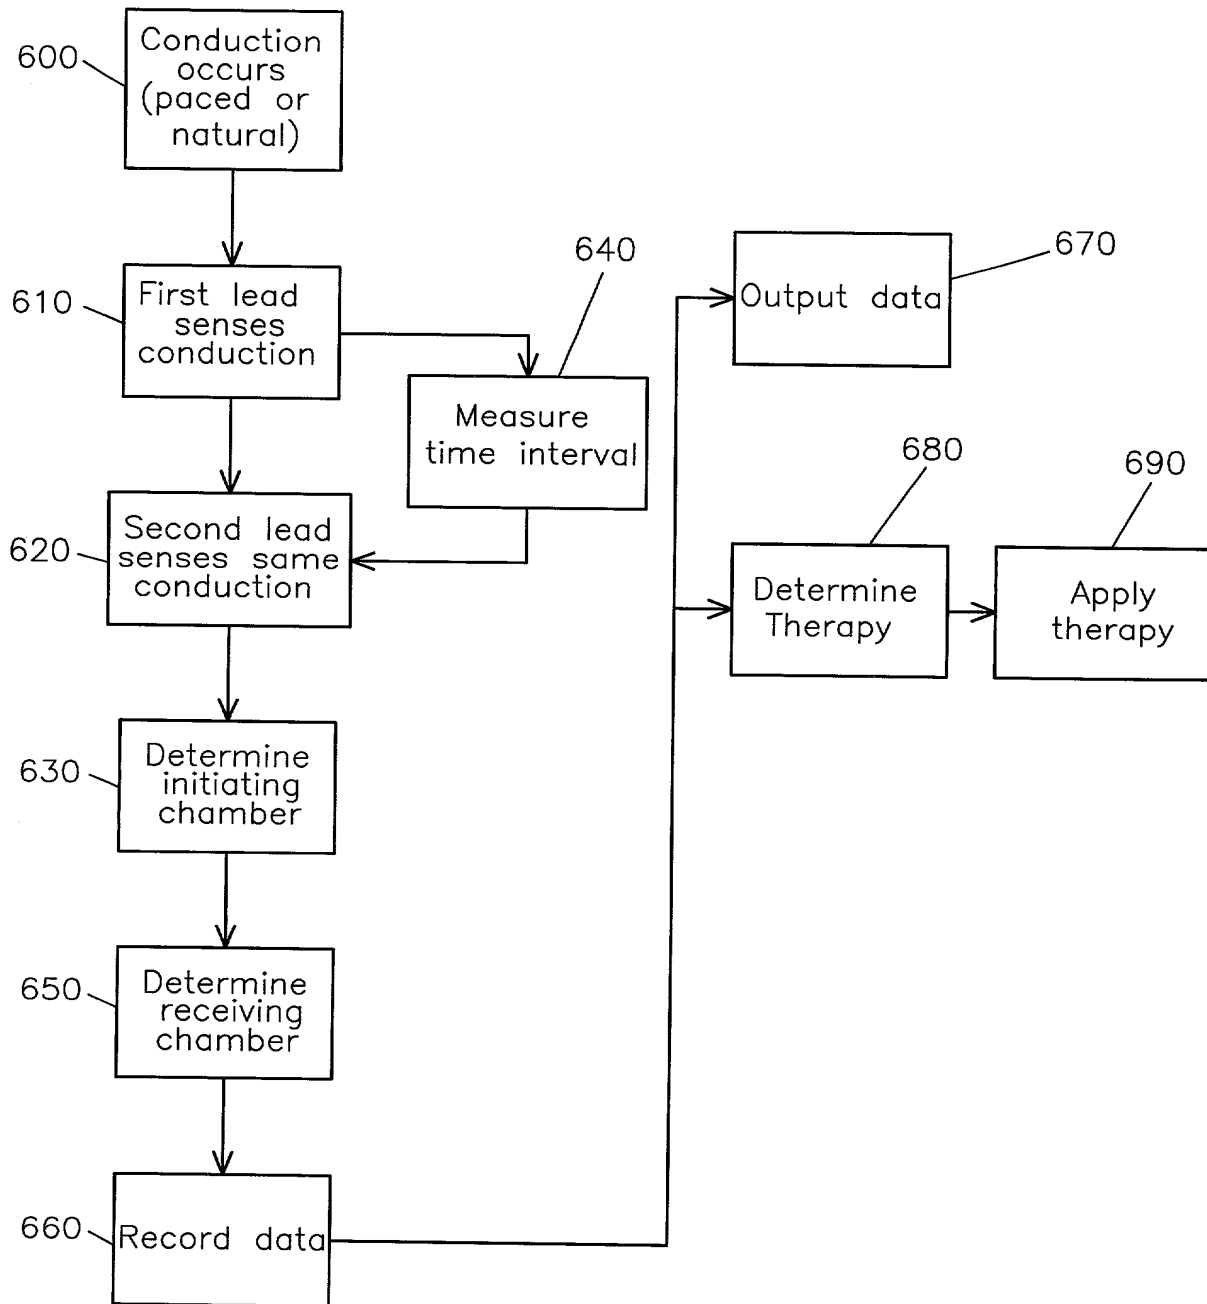 600
Conduction
occurs
(paced or
natural)
610
First lead
senses
conduction
640
Measure
time interval
620
Second lead
senses same
conduction
630
Determine
initiating
chamber
650
Determine
receiving
chamber
660
Record data
670
Output data
680
Determine
Therapy
690
Apply
therapy